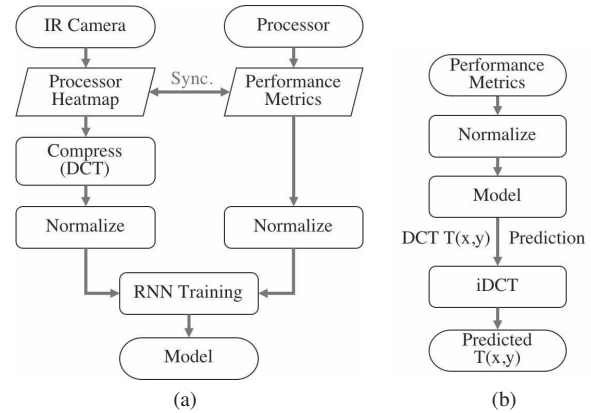 IR Camera
Processor
Processor
Heatmap
Sync.
Performance
Metrics
Compress
(DCT)
Normalize
Normalize
RNN Training
Model
(a)
Performance
Metrics
Normalize
Model
DCT T(x,y) Prediction
iDCT
Predicted
T(x,y)
(b)